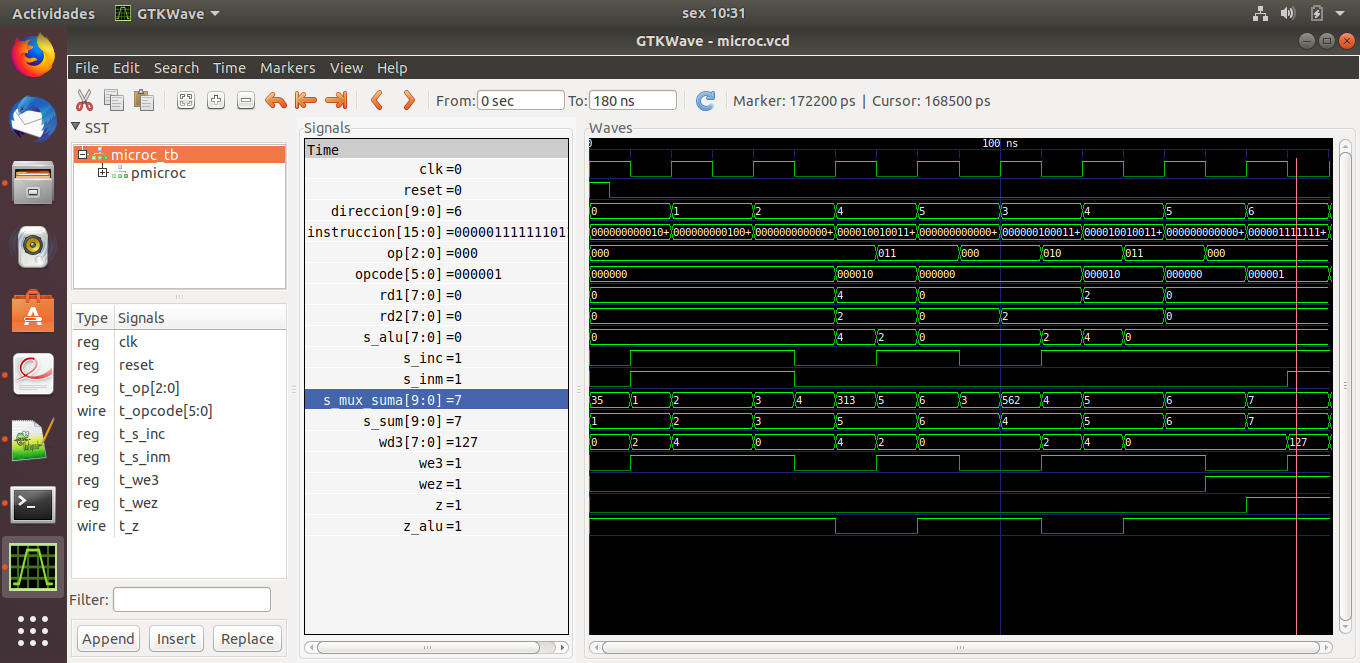 Actividades GTKWave sex 10:31
GTKWave - microc.vcd
File Edit Search Time Markers View Help
From: 0 sec To: 180 ns Marker: 172200 ps | Cursor: 168500 ps
SST
microc_tb
pmicroc
Type Signals
reg clk
reg reset
reg t_op[2:0]
wire t_opcode[5:0]
reg t_s_inc
reg t_s_inm
reg t_we3
reg t_wez
wire t_z
Filter:
Append Insert Replace
Signals
Time
clk=0
reset=0
direccion[9:0]=6
instruccion[15:0]=0000011111111011
op[2:0]=000
opcode[5:0]=000001
rd1[7:0]=0
rd2[7:0]=0
s_alu[7:0]=0
s_inc=1
s_inm=1
s_mux_suma[9:0]=7
s_sum[9:0]=7
wd3[7:0]=127
we3=1
wez=1
z=1
z_alu=1
Waves
0 100 ns
0 1 2 4 5 3 4 5 6
000000000010+ 000000000100+ 000000000000+ 000010010011+ 000000000000+ 000000100011+ 000010010011+ 000000000000+ 000001111111+
000 011 000 010 011 000
000000 000010 000000 000010 000000 000001
0 4 0 2 0
0 2 0 2 0
0 4 2 0 2 4 0
35 1 2 3 4 313 5 6 3 562 4 5 6 7
1 2 3 5 6 4 5 6 7
0 2 4 0 4 2 0 2 4 0 127